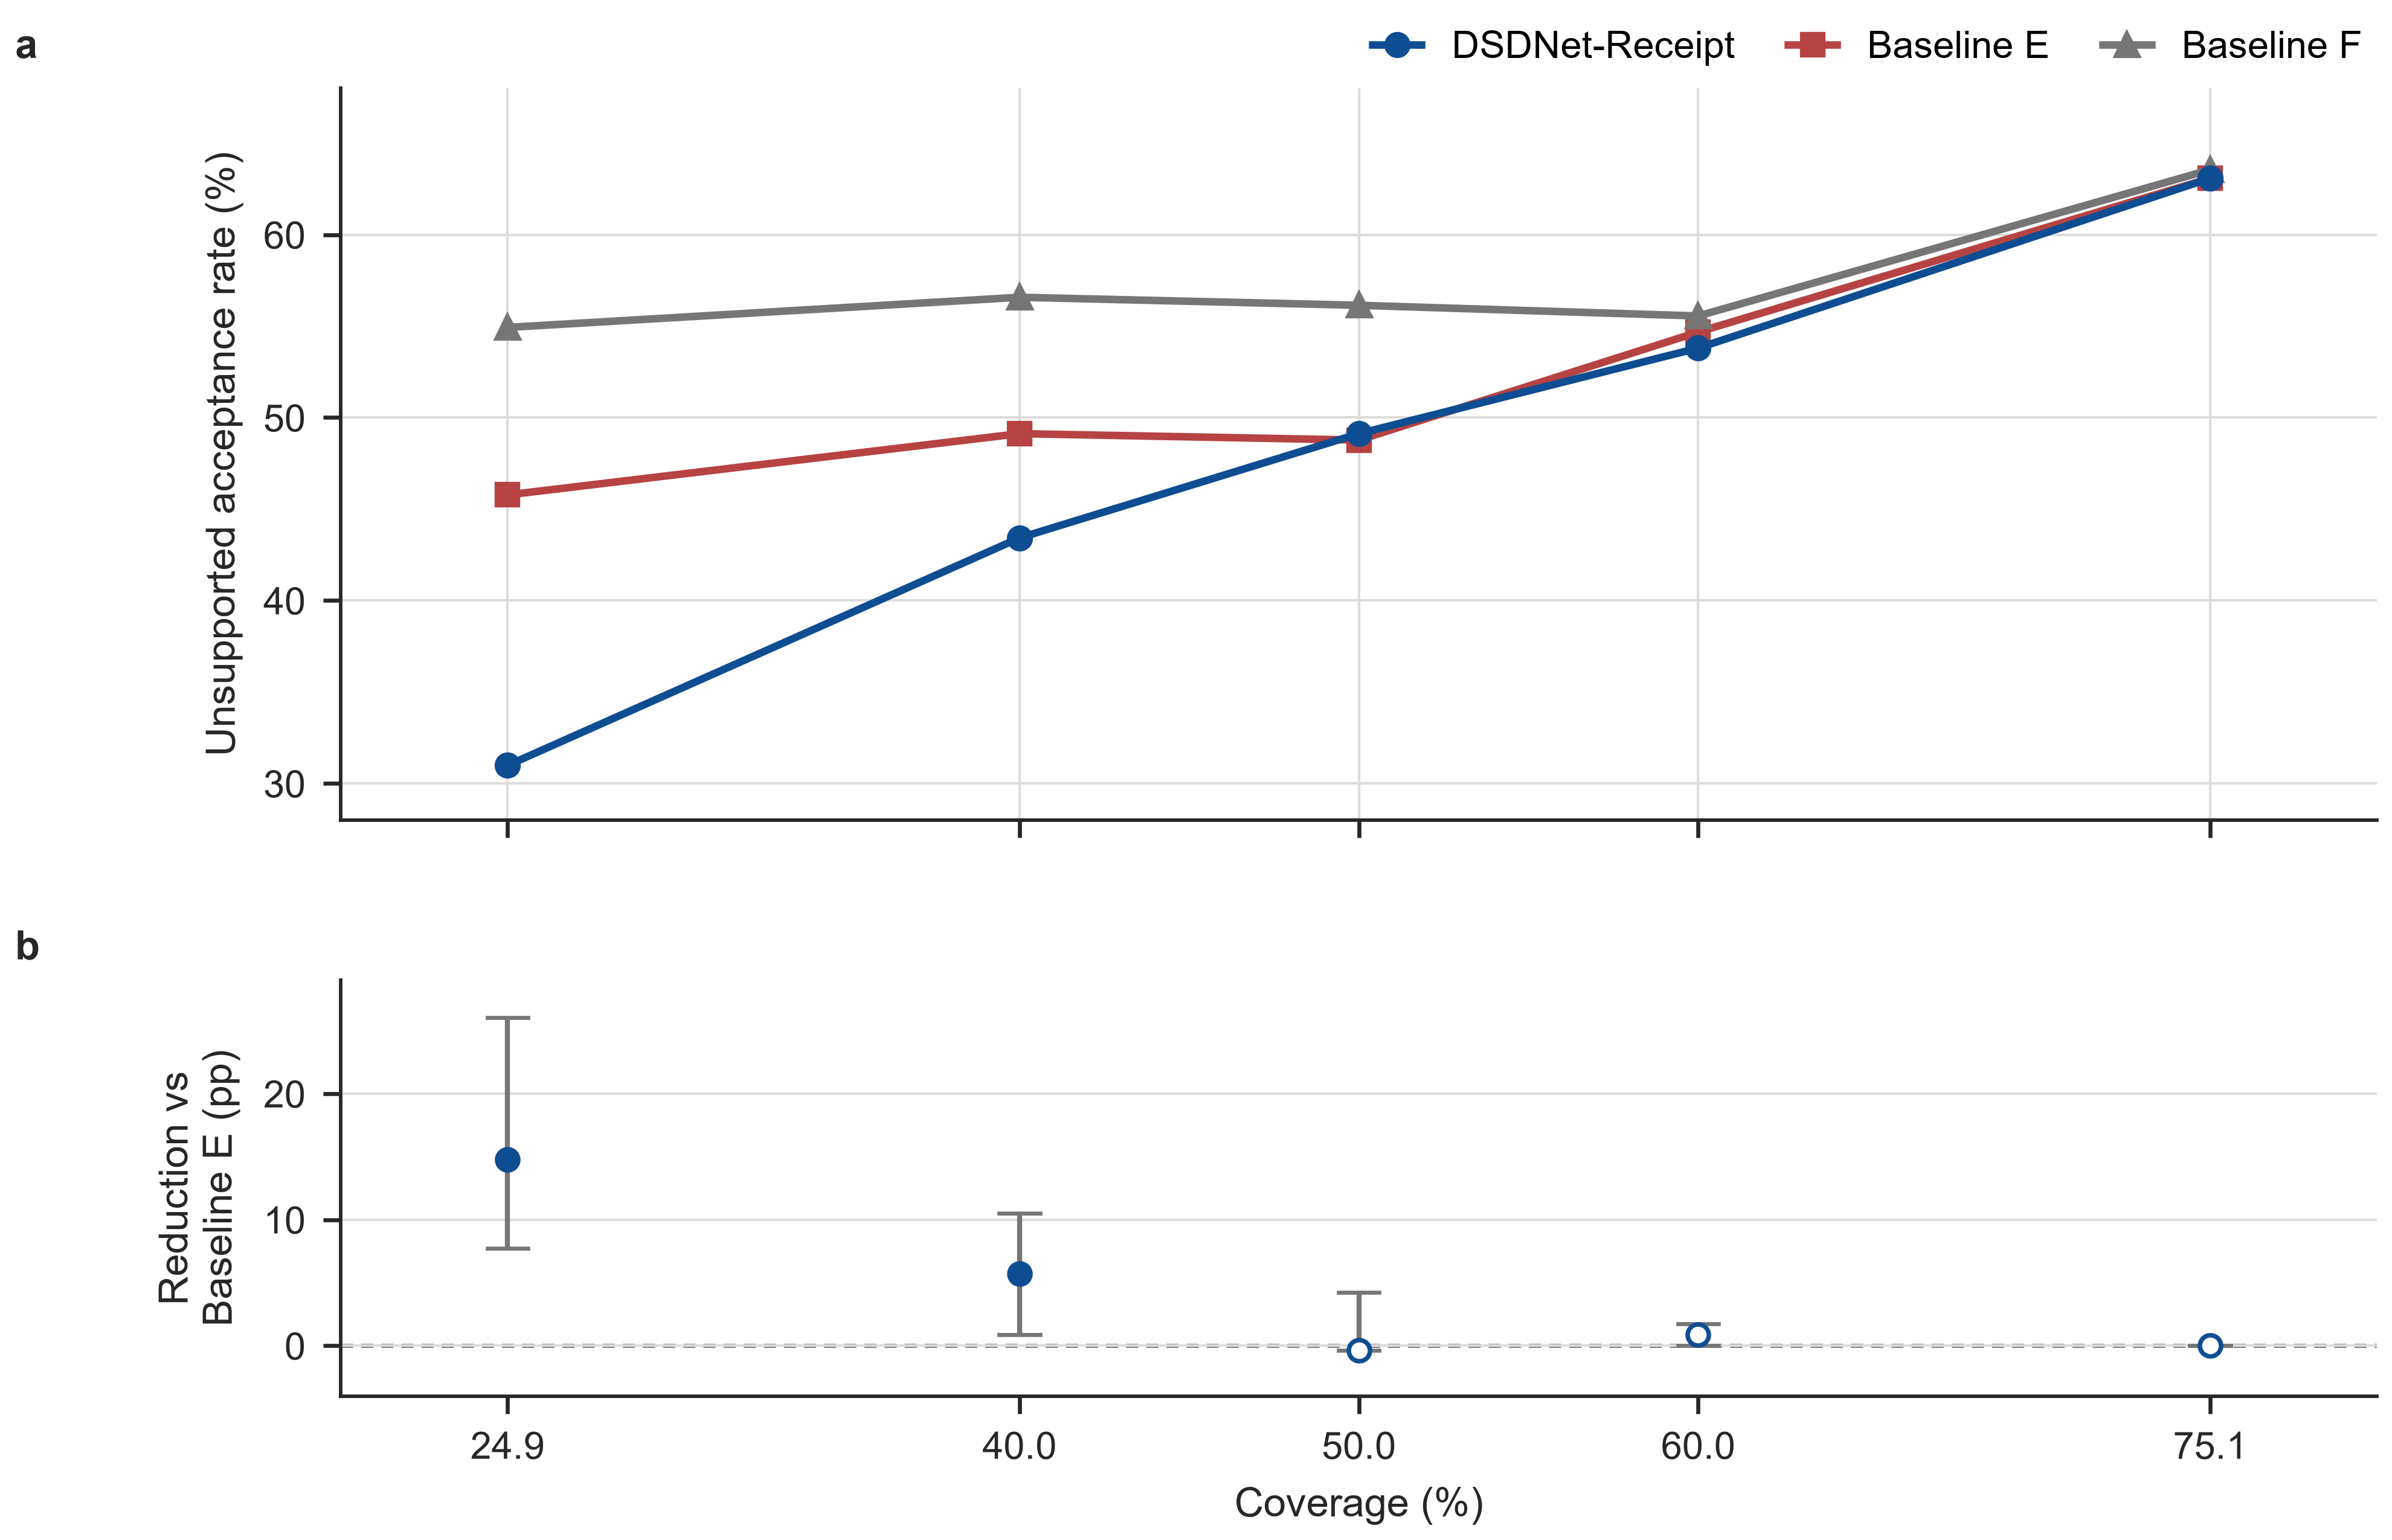 a
DSDNet-Receipt
Baseline E
Baseline F
Unsupported acceptance rate (%)
60
50
40
30
b
Reduction vs
Baseline E (pp)
20
10
0
24.9
40.0
50.0
60.0
75.1
Coverage (%)